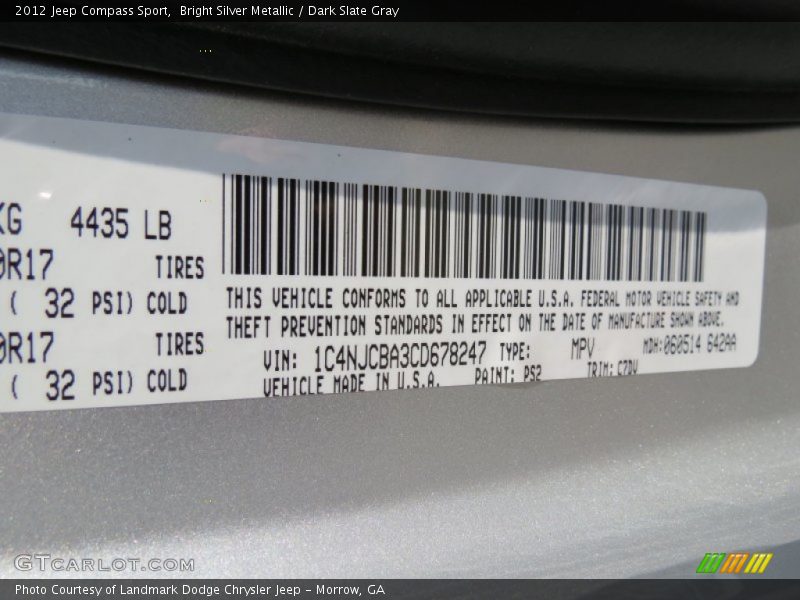 2012 Jeep Compass Sport,  Bright Silver Metallic / Dark Slate Gray
KG 4435 LB
0R17 TIRES
( 32 PSI) COLD
0R17 TIRES
( 32 PSI) COLD
THIS VEHICLE CONFORMS TO ALL APPLICABLE U.S.A. FEDERAL MOTOR VEHICLE SAFETY AND
THEFT PREVENTION STANDARDS IN EFFECT ON THE DATE OF MANUFACTURE SHOWN ABOVE.
VIN: 1C4NJCBA3CD678247 TYPE: MPV MDH:060514 642AA
VEHICLE MADE IN U.S.A. PAINT: PS2 TRIM: C7DV
GTCARLOT.COM
Photo Courtesy of Landmark Dodge Chrysler Jeep - Morrow, GA